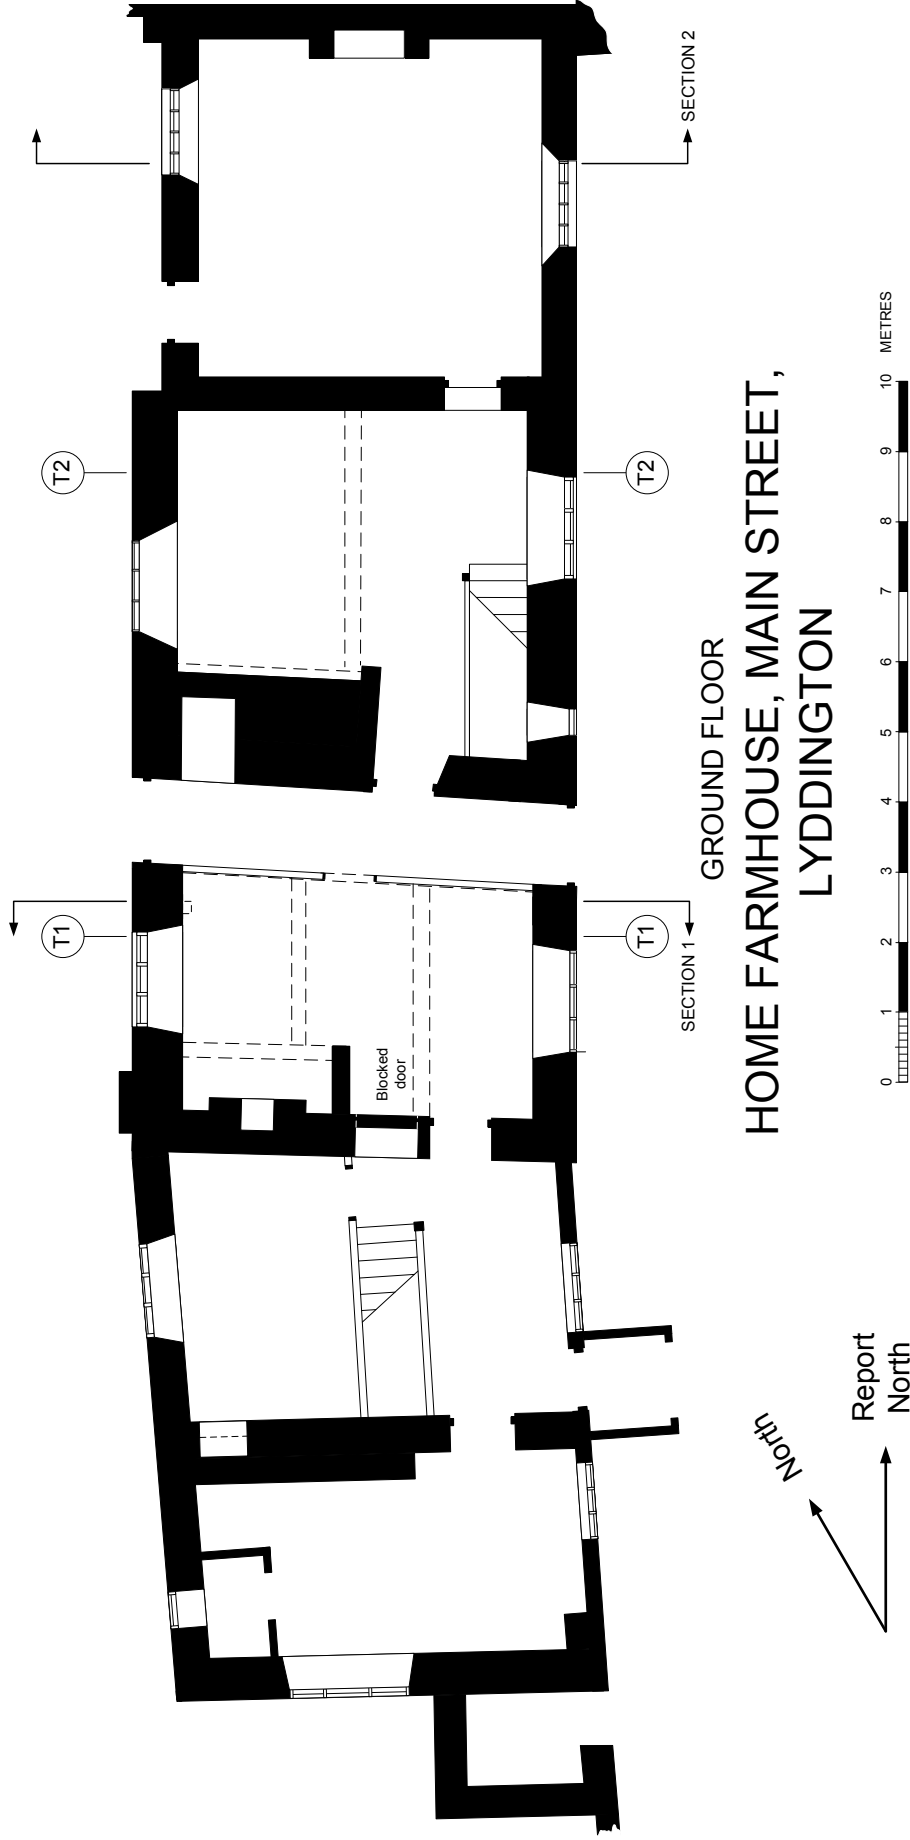 SECTION 2
T2
T2
T1
T1
SECTION 1
Blocked
door
GROUND FLOOR
HOME FARMHOUSE, MAIN STREET,
LYDDINGTON
0 1 2 3 4 5 6 7 8 9 10 METRES
North
Report
North